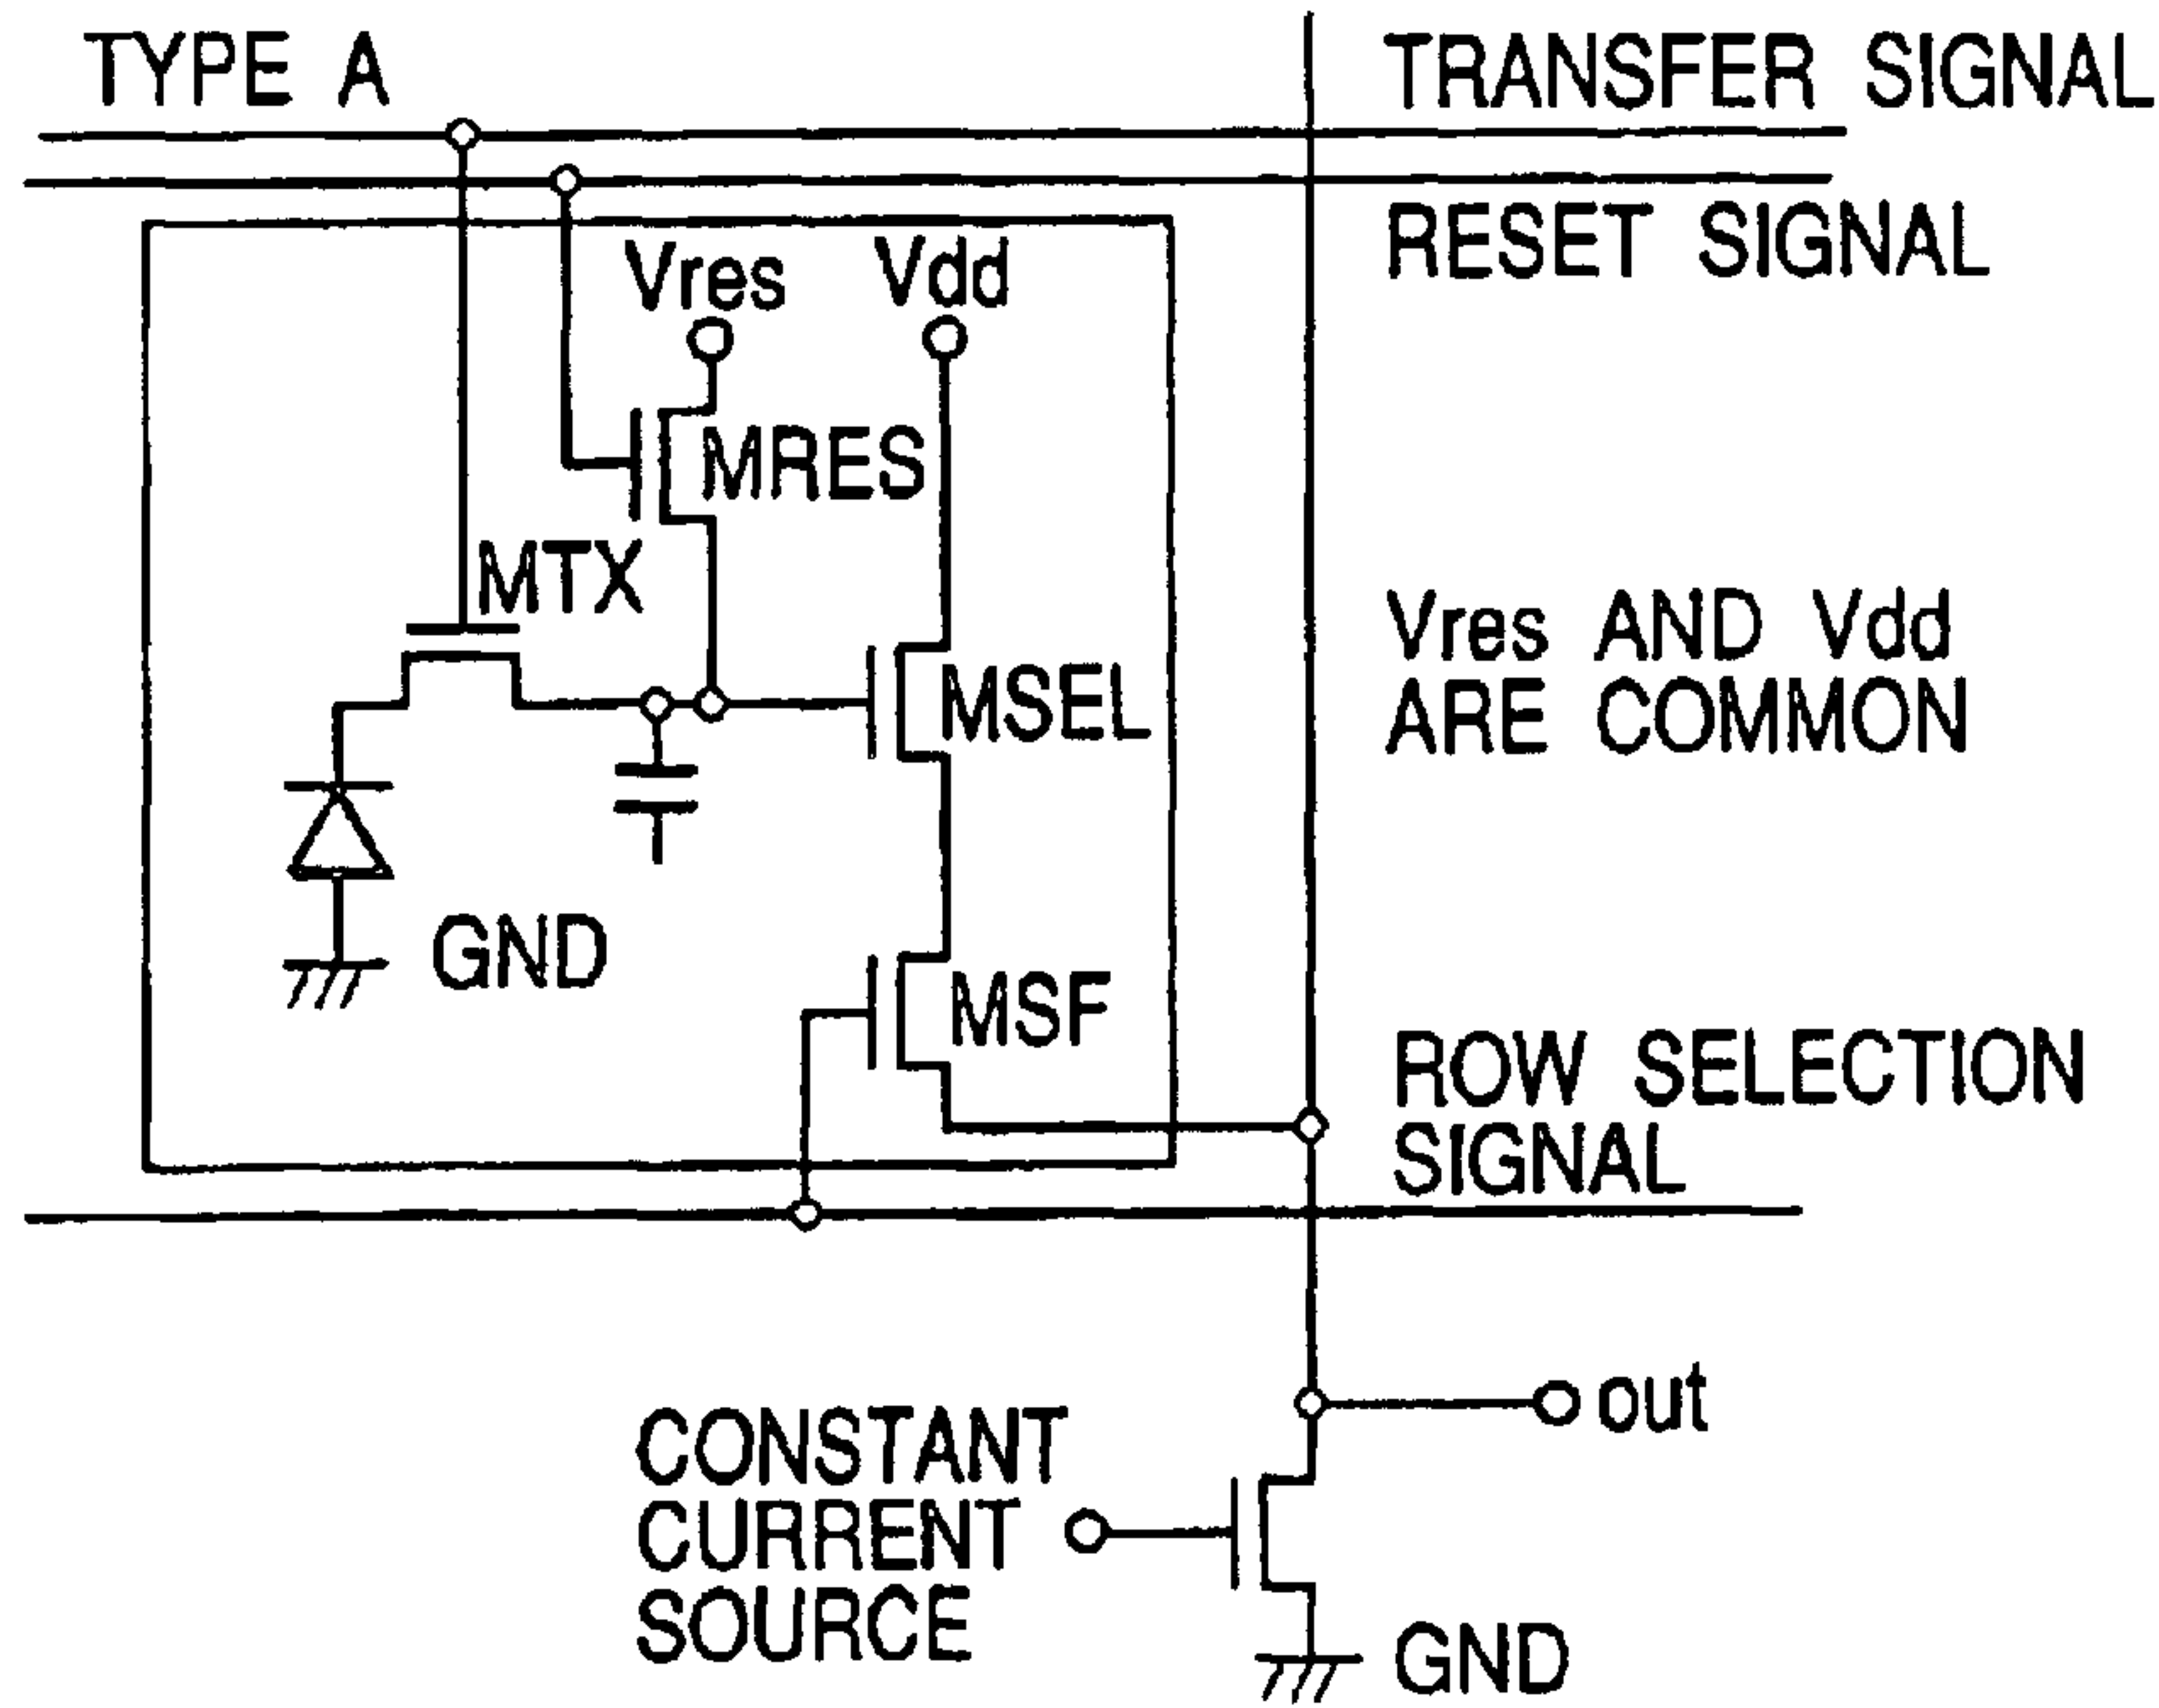 TYPE A
TRANSFER SIGNAL
RESET SIGNAL
Vres
Vdd
MRES
MTX
Vres AND Vdd
ARE COMMON
MSEL
GND
MSF
ROW SELECTION
SIGNAL
out
CONSTANT
CURRENT
SOURCE
GND